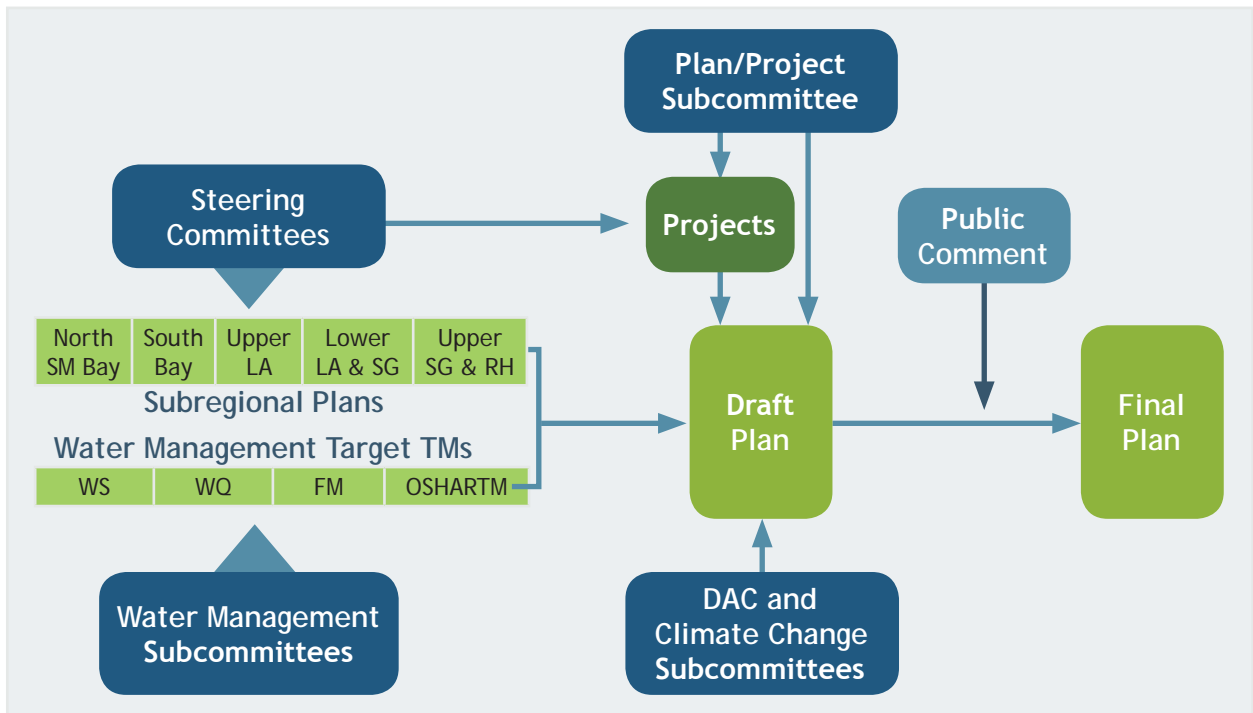 Plan/Project
Subcommittee
Steering
Committees
Projects
Public
Comment
North
SM Bay
South
Bay
Upper
LA
Lower
LA & SG
Upper
SG & RH
Subregional Plans
Water Management Target TMs
WS
WQ
FM
OSHARTM
Draft
Plan
Final
Plan
Water Management
Subcommittees
DAC and
Climate Change
Subcommittees